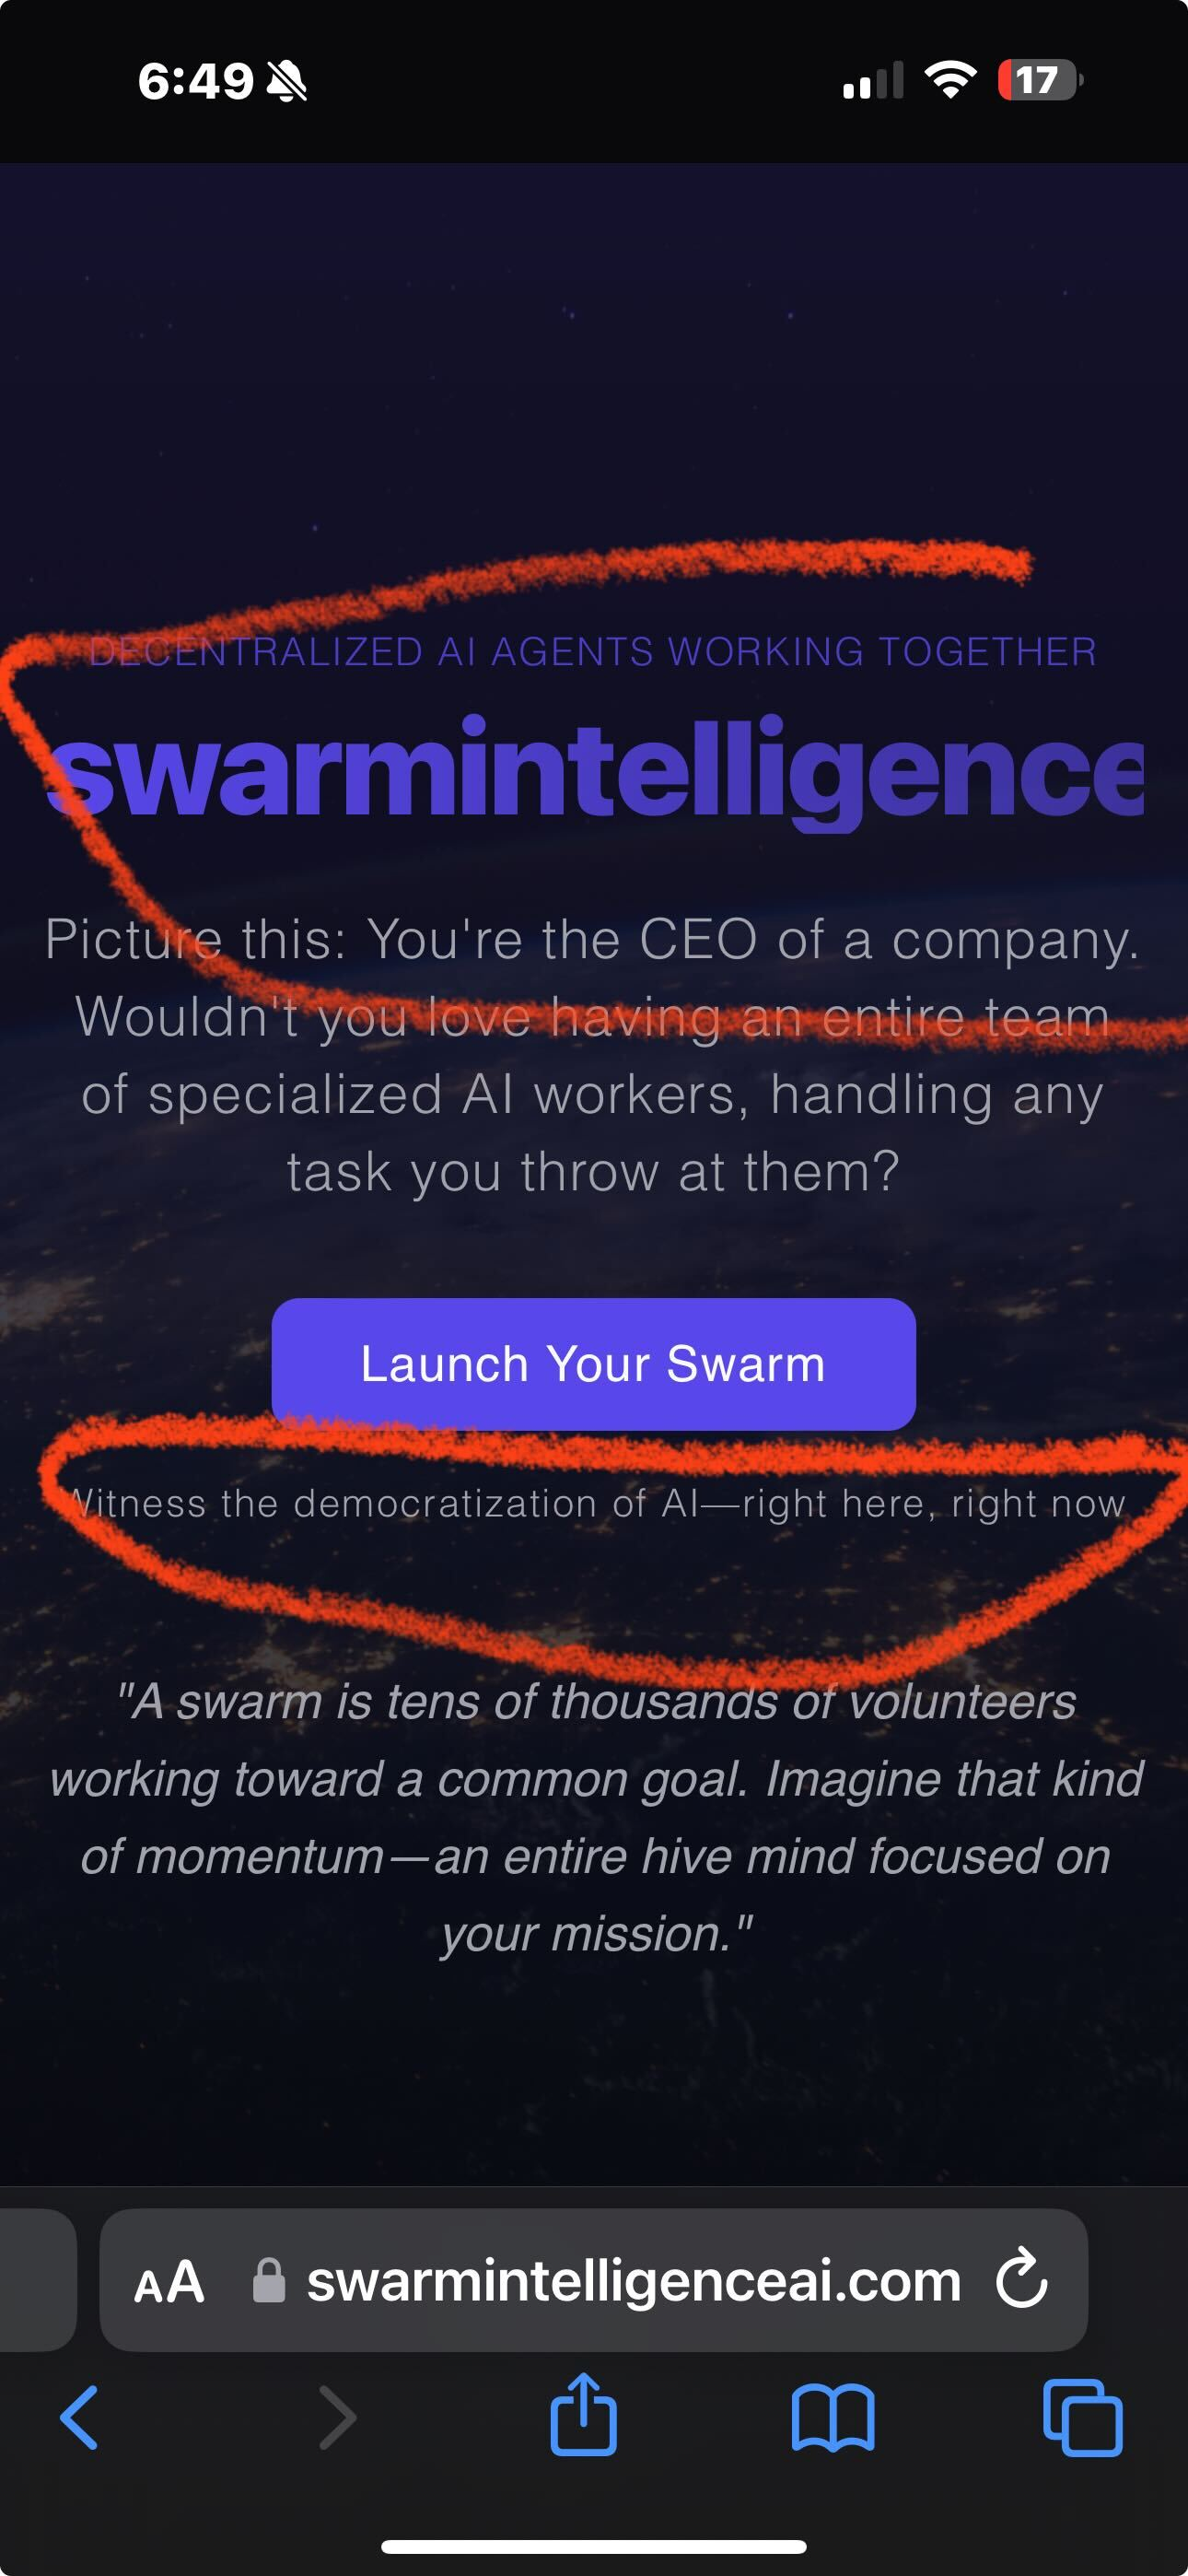 6:49
17
DECENTRALIZED AI AGENTS WORKING TOGETHER
swarmintelligence
Picture this: You're the CEO of a company.
Wouldn't you love having an entire team
of specialized AI workers, handling any
task you throw at them?
Launch Your Swarm
Witness the democratization of AI—right here, right now
"A swarm is tens of thousands of volunteers
working toward a common goal. Imagine that kind
of momentum—an entire hive mind focused on
your mission."
AA swarmintelligenceai.com